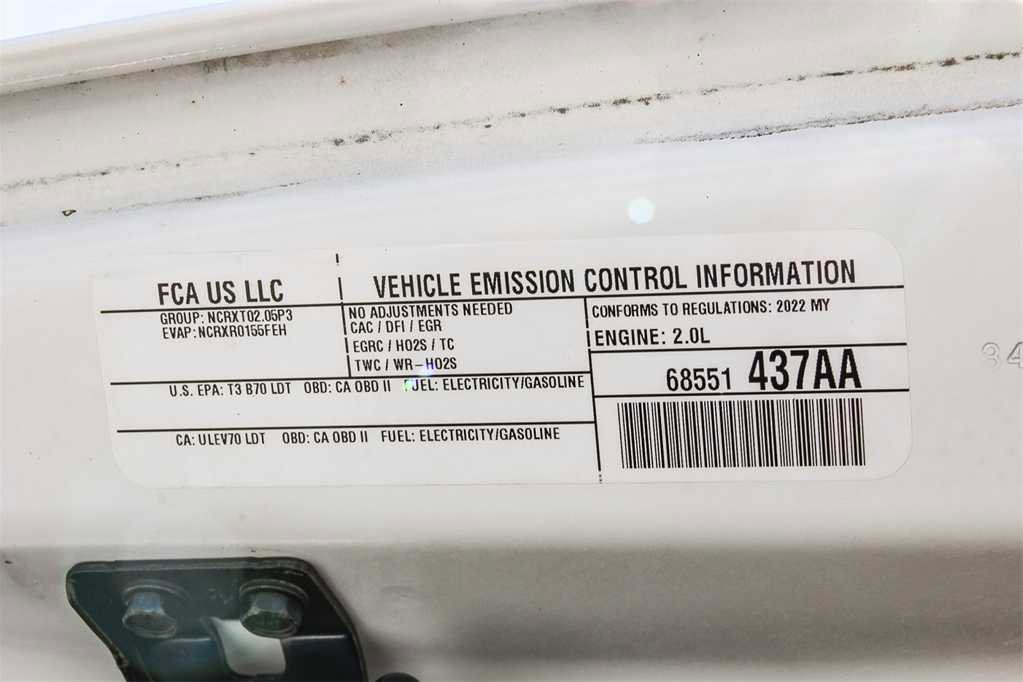 FCA US LLC
GROUP: NCRXT02.05P3
EVAP: NCRXR0155FEH
VEHICLE EMISSION CONTROL INFORMATION
NO ADJUSTMENTS NEEDED
CAC / DFI / EGR
EGRC / HO2S / TC
TWC / WR-HO2S
CONFORMS TO REGULATIONS: 2022 MY
ENGINE: 2.0L
68551 437AA
U.S. EPA: T3 B70 LDT OBD: CA OBD II FUEL: ELECTRICITY/GASOLINE
CA: ULEV70 LDT OBD: CA OBD II FUEL: ELECTRICITY/GASOLINE